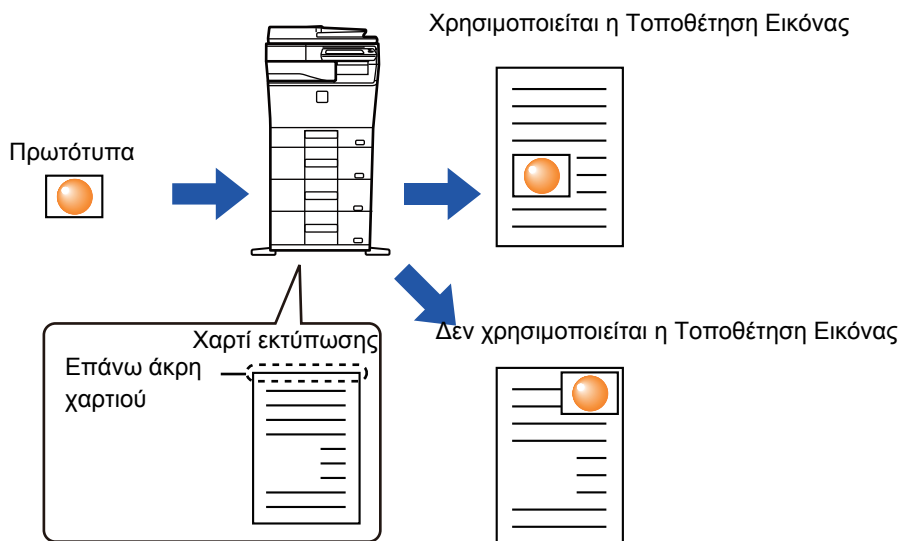 Χρησιμοποιείται η Τοποθέτηση Εικόνας
Πρωτότυπα
Δεν χρησιμοποιείται η Τοποθέτηση Εικόνας
Χαρτί εκτύπωσης
Επάνω άκρη
χαρτιού